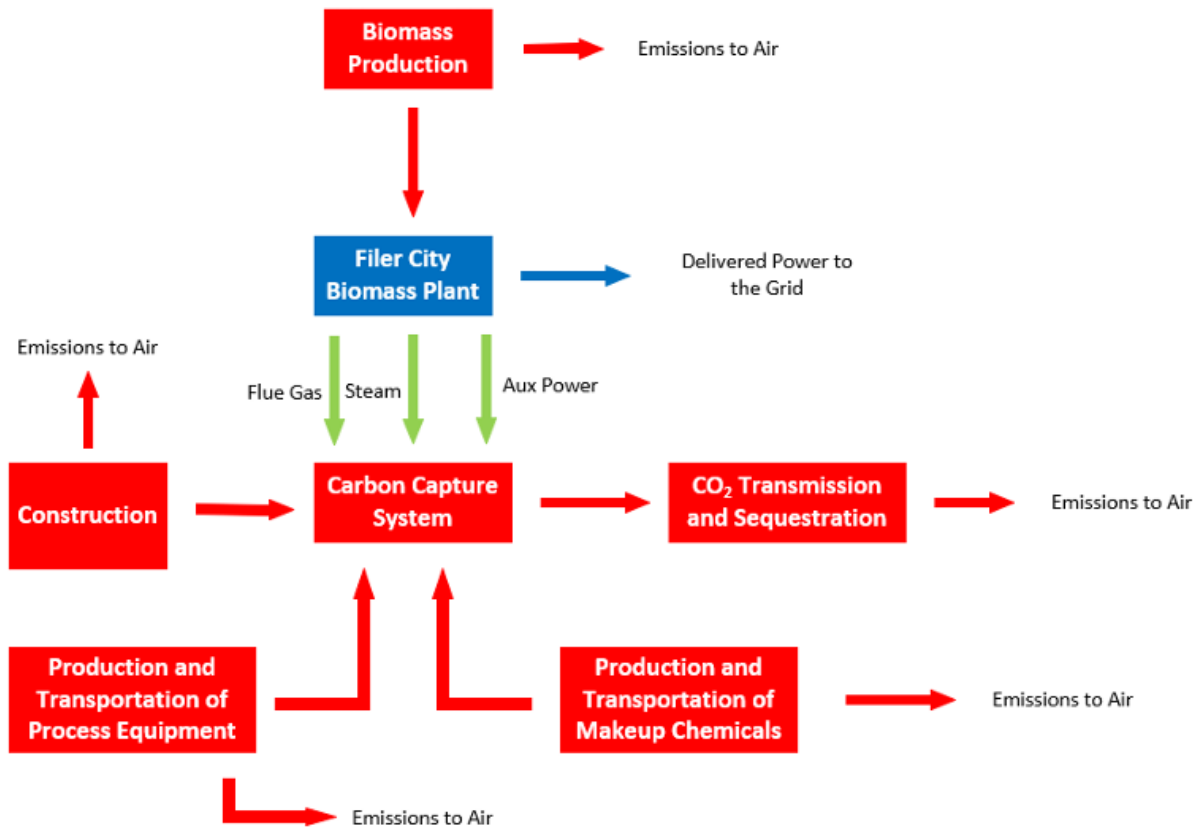 Biomass
Production
Emissions to Air
Filer City
Biomass Plant
Delivered Power to
the Grid
Emissions to Air
Flue Gas
Steam
Aux Power
Construction
Carbon Capture
System
CO₂ Transmission
and Sequestration
Emissions to Air
Production and
Transportation of
Process Equipment
Production and
Transportation of
Makeup Chemicals
Emissions to Air
Emissions to Air